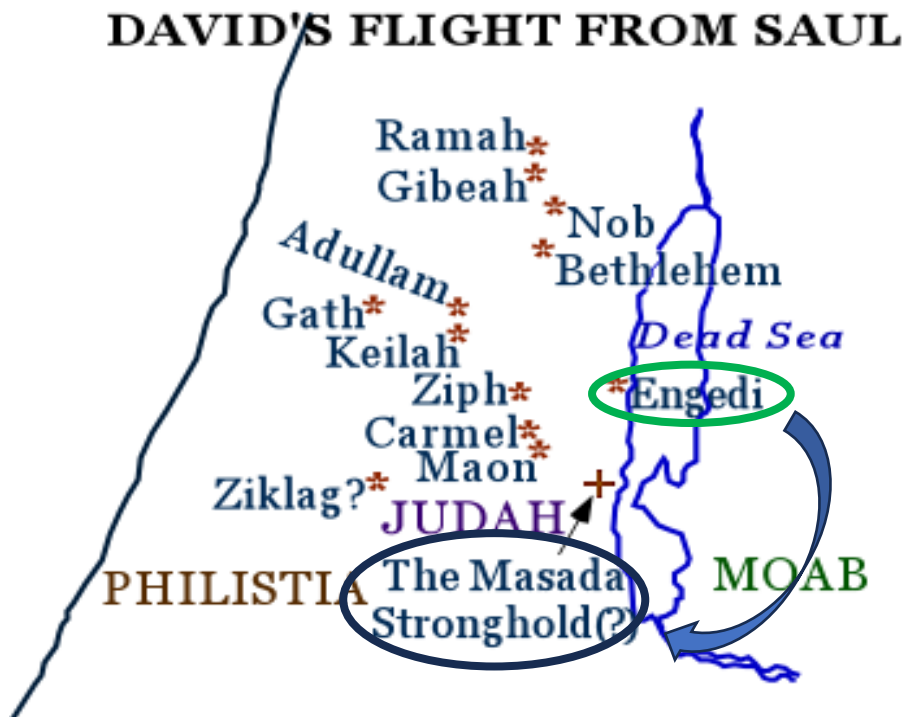 DAVID'S FLIGHT FROM SAUL
Ramah
Gibeah
Nob
Adullam
Bethlehem
Gath
Keilah
Dead Sea
Ziph
Engedi
Carmel
Maon
Ziklag?
JUDAH
PHILISTIA
The Masada
Stronghold(?)
MOAB